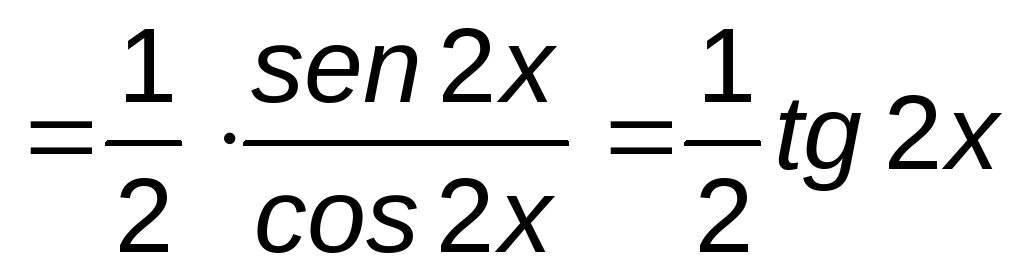 = 1/2 · sen 2x / cos 2x = 1/2 tg 2x